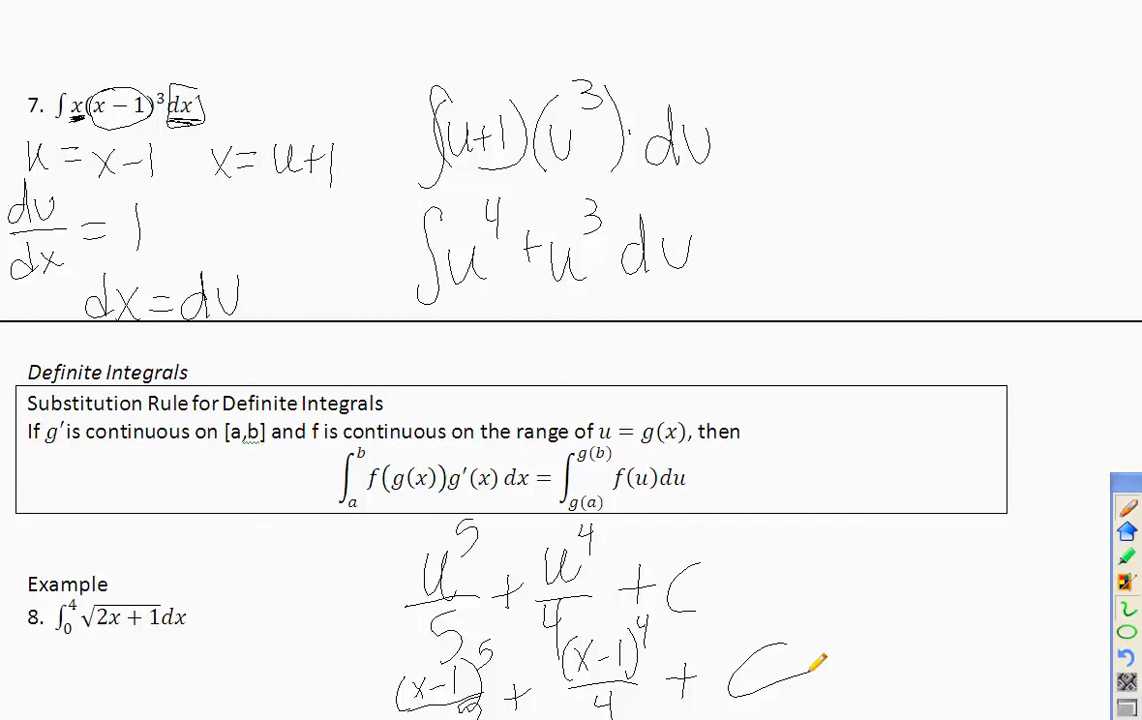 7. ∫ x(x − 1)³dx
u = x−1 x = u+1
du/dx = 1
dx = du
∫(u+1)(u³)·du
∫u⁴ + u³ du
Definite Integrals
Substitution Rule for Definite Integrals
If g′is continuous on [a,b] and f is continuous on the range of u = g(x), then
∫ₐᵇ f(g(x))g′(x) dx = ∫_{g(a)}^{g(b)} f(u)du
u⁵/5 + u⁴/4 + C
Example
8. ∫₀⁴ √(2x + 1)dx
(x−1)⁵/5 + (x−1)⁴/4 + C